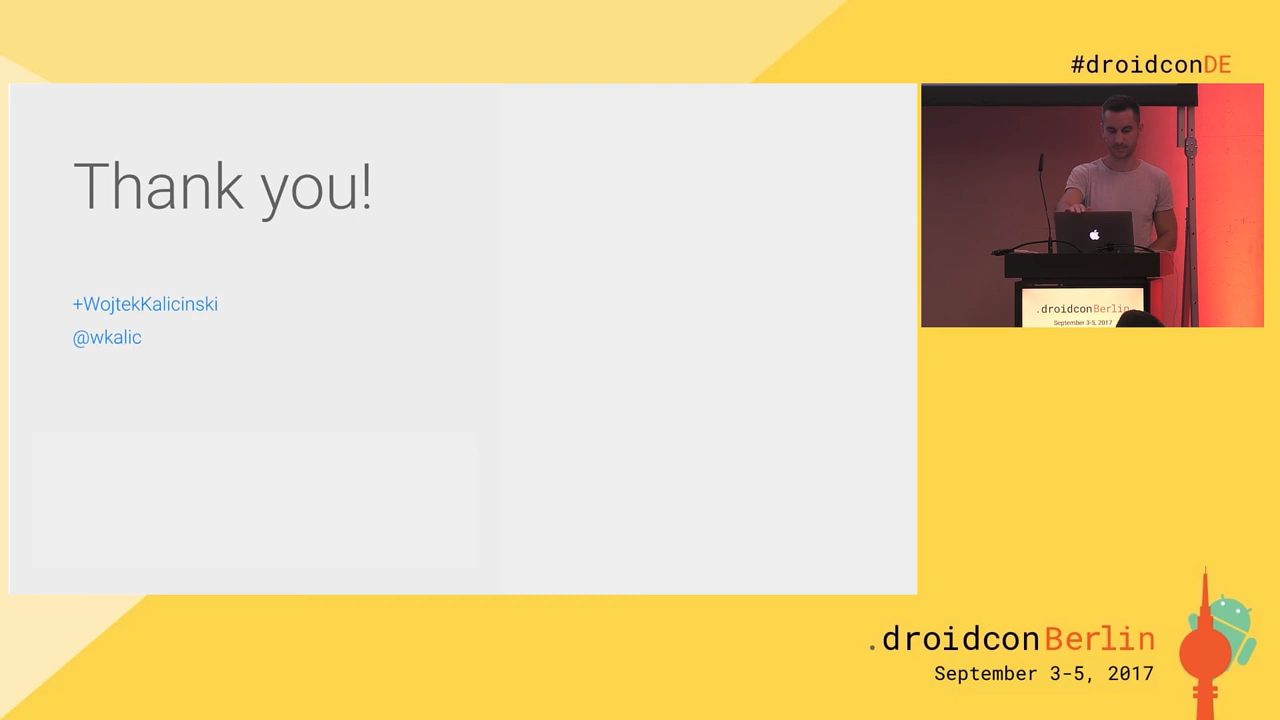 #droidconDE
Thank you!
+WojtekKalicinski
@wkalic
.droidconBerlin
September 3-5, 2017
.droidconBerlin
September 3-5, 2017